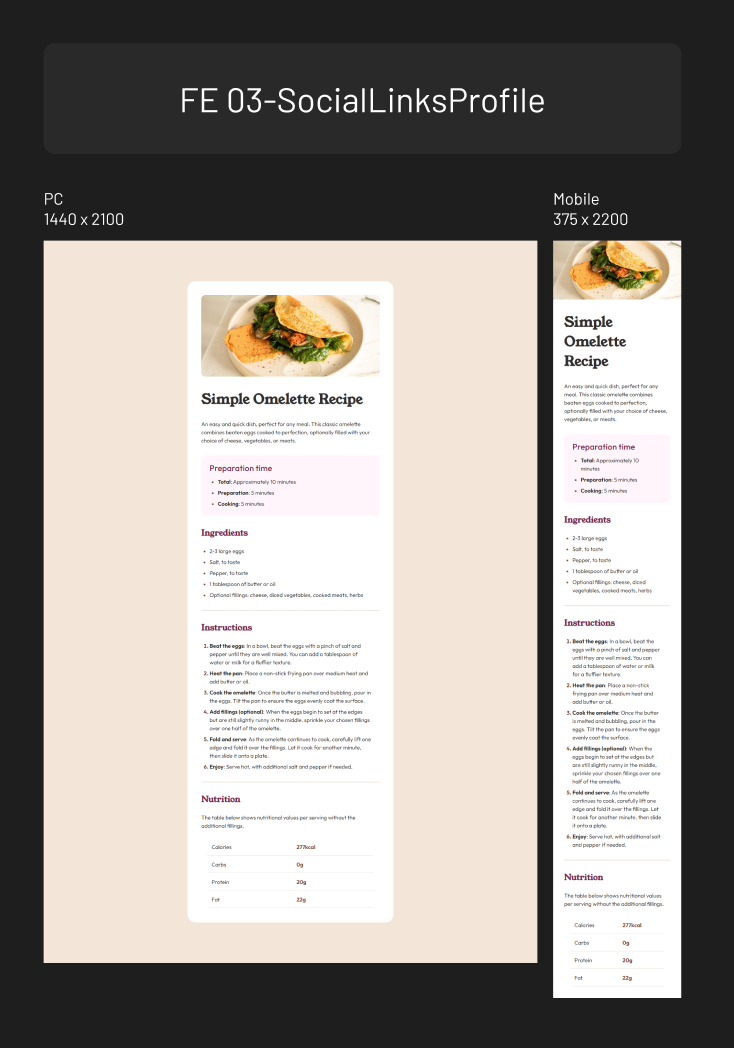 FE 03-SocialLinksProfile
PC
1440 x 2100
Simple Omelette Recipe
An easy and quick dish, perfect for any meal. This classic omelette
combines beaten eggs cooked to perfection, optionally filled with your
choice of cheese, vegetables, or meats.
Preparation time
• Total: Approximately 10 minutes
• Preparation: 5 minutes
• Cooking: 5 minutes
Ingredients
• 2-3 large eggs
• Salt, to taste
• Pepper, to taste
• 1 tablespoon of butter or oil
• Optional fillings: cheese, diced vegetables, cooked meats, herbs
Instructions
1. Beat the eggs: In a bowl, beat the eggs with a pinch of salt and
pepper until they are well mixed. You can add a tablespoon of
water or milk for a fluffier texture.
2. Heat the pan: Place a non-stick frying pan over medium heat and
add butter or oil.
3. Cook the omelette: Once the butter is melted and bubbling, pour in
the eggs. Tilt the pan to ensure the eggs evenly coat the surface.
4. Add fillings (optional): When the eggs begin to set at the edges
but are still slightly runny in the middle, sprinkle your chosen fillings
over one half of the omelette.
5. Fold and serve: As the omelette continues to cook, carefully lift one
edge and fold it over the fillings. Let it cook for another minute,
then slide it onto a plate.
6. Enjoy: Serve hot, with additional salt and pepper if needed.
Nutrition
The table below shows nutritional values per serving without the
additional fillings.
Calories 277kcal
Carbs 0g
Protein 20g
Fat 22g
Mobile
375 x 2200
Simple
Omelette
Recipe
An easy and quick dish, perfect for any
meal. This classic omelette combines
beaten eggs cooked to perfection,
optionally filled with your choice of cheese,
vegetables, or meats.
Preparation time
• Total: Approximately 10
minutes
• Preparation: 5 minutes
• Cooking: 5 minutes
Ingredients
• 2-3 large eggs
• Salt, to taste
• Pepper, to taste
• 1 tablespoon of butter or oil
• Optional fillings: cheese, diced
vegetables, cooked meats, herbs
Instructions
1. Beat the eggs: In a bowl, beat the
eggs with a pinch of salt and pepper
until they are well mixed. You can
add a tablespoon of water or milk
for a fluffier texture.
2. Heat the pan: Place a non-stick
frying pan over medium heat and
add butter or oil.
3. Cook the omelette: Once the butter
is melted and bubbling, pour in the
eggs. Tilt the pan to ensure the eggs
evenly coat the surface.
4. Add fillings (optional): When the
eggs begin to set at the edges but
are still slightly runny in the middle,
sprinkle your chosen fillings over one
half of the omelette.
5. Fold and serve: As the omelette
continues to cook, carefully lift one
edge and fold it over the fillings. Let
it cook for another minute, then slide
it onto a plate.
6. Enjoy: Serve hot, with additional salt
and pepper if needed.
Nutrition
The table below shows nutritional values
per serving without the additional fillings.
Calories 277kcal
Carbs 0g
Protein 20g
Fat 22g